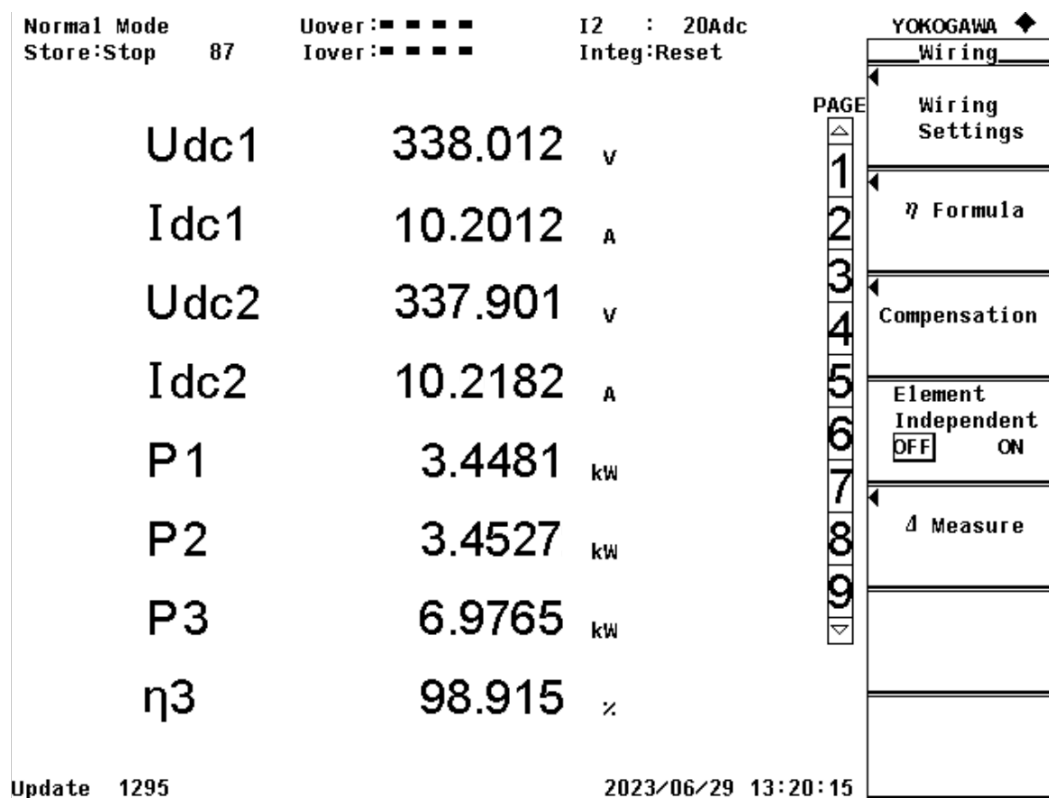 Normal Mode Uover: I2 : 20Adc YOKOGAWA
Store:Stop 87 Iover: Integ:Reset Wiring
PAGE
Wiring
Settings
Udc1 338.012 V
1
Idc1 10.2012 A
2
η Formula
Udc2 337.901 V
3
4
Compensation
Idc2 10.2182 A
5
Element
Independent
OFF ON
P1 3.4481 kW
6
7
P2 3.4527 kW
8
Δ Measure
P3 6.9765 kW
9
η3 98.915 %
Update 1295 2023/06/29 13:20:15